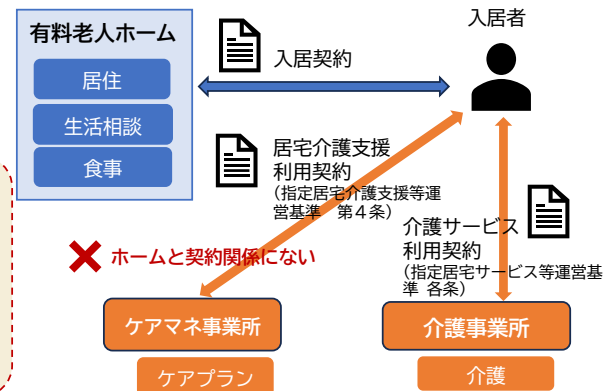 有料老人ホーム
居住
生活相談
食事
入居契約
入居者
居宅介護支援
利用契約
(指定居宅介護支援等運
営基準　第４条)
介護サービス
利用契約
(指定居宅サービス等運営基
準 各条)
ホームと契約関係にない
ケアマネ事業所
ケアプラン
介護事業所
介護